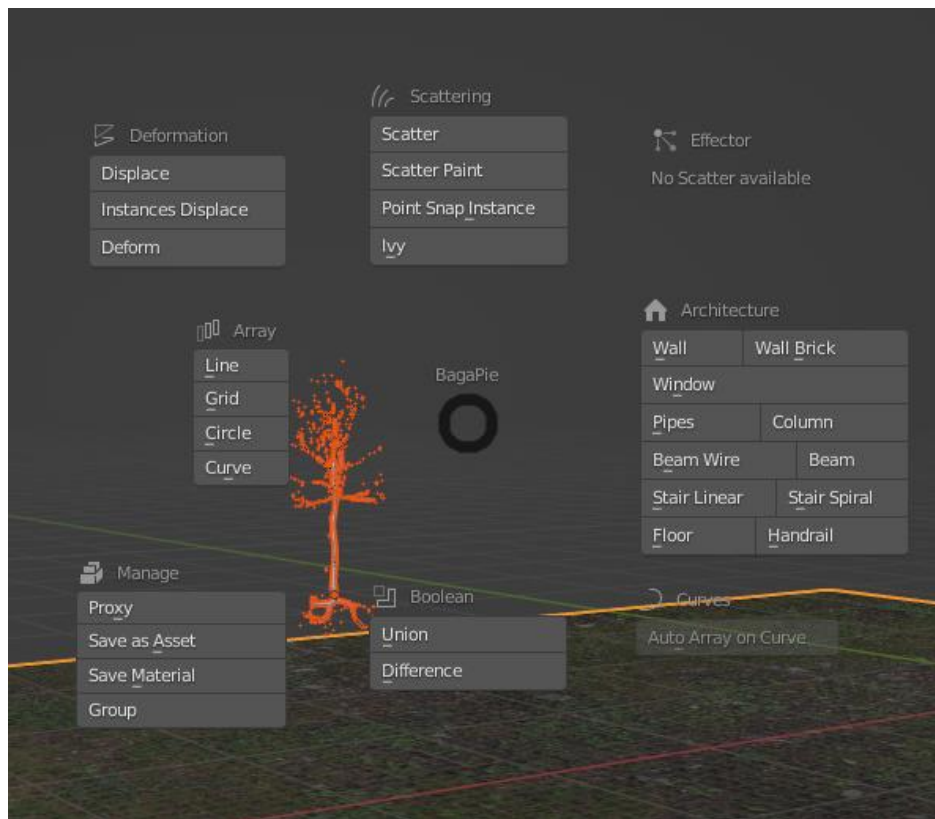 Scattering
Scatter
Scatter Paint
Point Snap Instance
Ivy
Deformation
Displace
Instances Displace
Deform
Effector
No Scatter available
Array
Line
Grid
Circle
Curve
BagaPie
Architecture
Wall Wall Brick
Window
Pipes Column
Beam Wire Beam
Stair Linear Stair Spiral
Floor Handrail
Manage
Proxy
Save as Asset
Save Material
Group
Boolean
Union
Difference
Curves
Auto Array on Curve